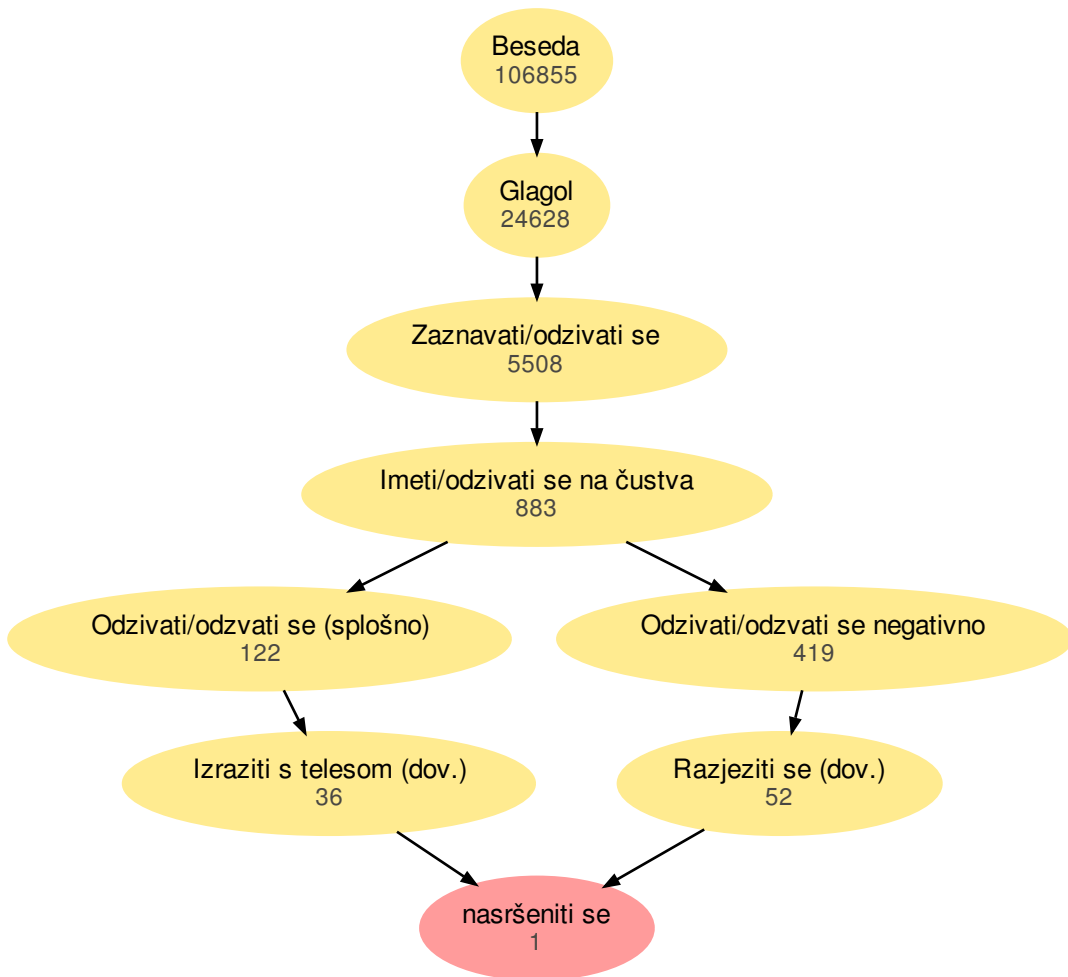 Beseda
106855
Glagol
24628
Zaznavati/odzivati se
5508
Imeti/odzivati se na čustva
883
Odzivati/odzvati se (splošno)
122
Odzivati/odzvati se negativno
419
Izraziti s telesom (dov.)
36
Razjeziti se (dov.)
52
nasršeniti se
1